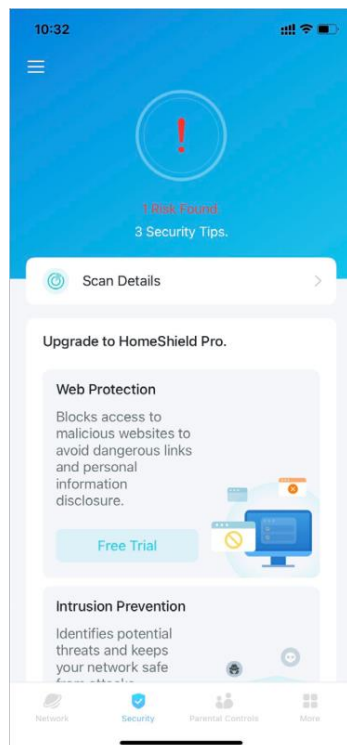 10:32
1 Risk Found.
3 Security Tips.
Scan Details
Upgrade to HomeShield Pro.
Web Protection
Blocks access to
malicious websites to
avoid dangerous links
and personal
information
disclosure.
Free Trial
Intrusion Prevention
Identifies potential
threats and keeps
your network safe
from attacks
Network
Security
Parental Controls
More